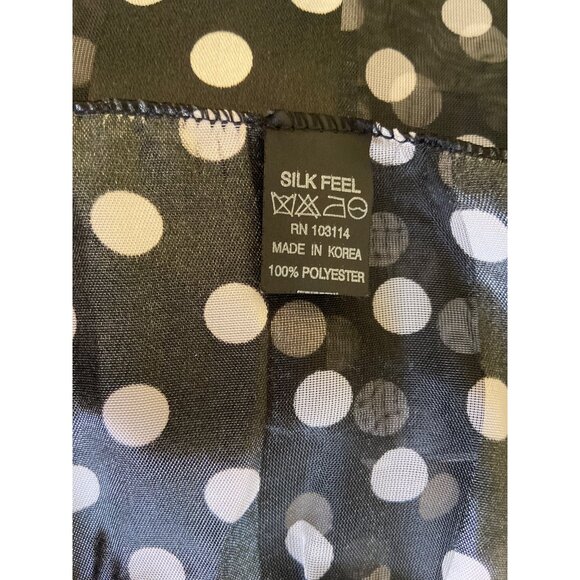 SILK FEEL
RN 103114
MADE IN KOREA
100% POLYESTER